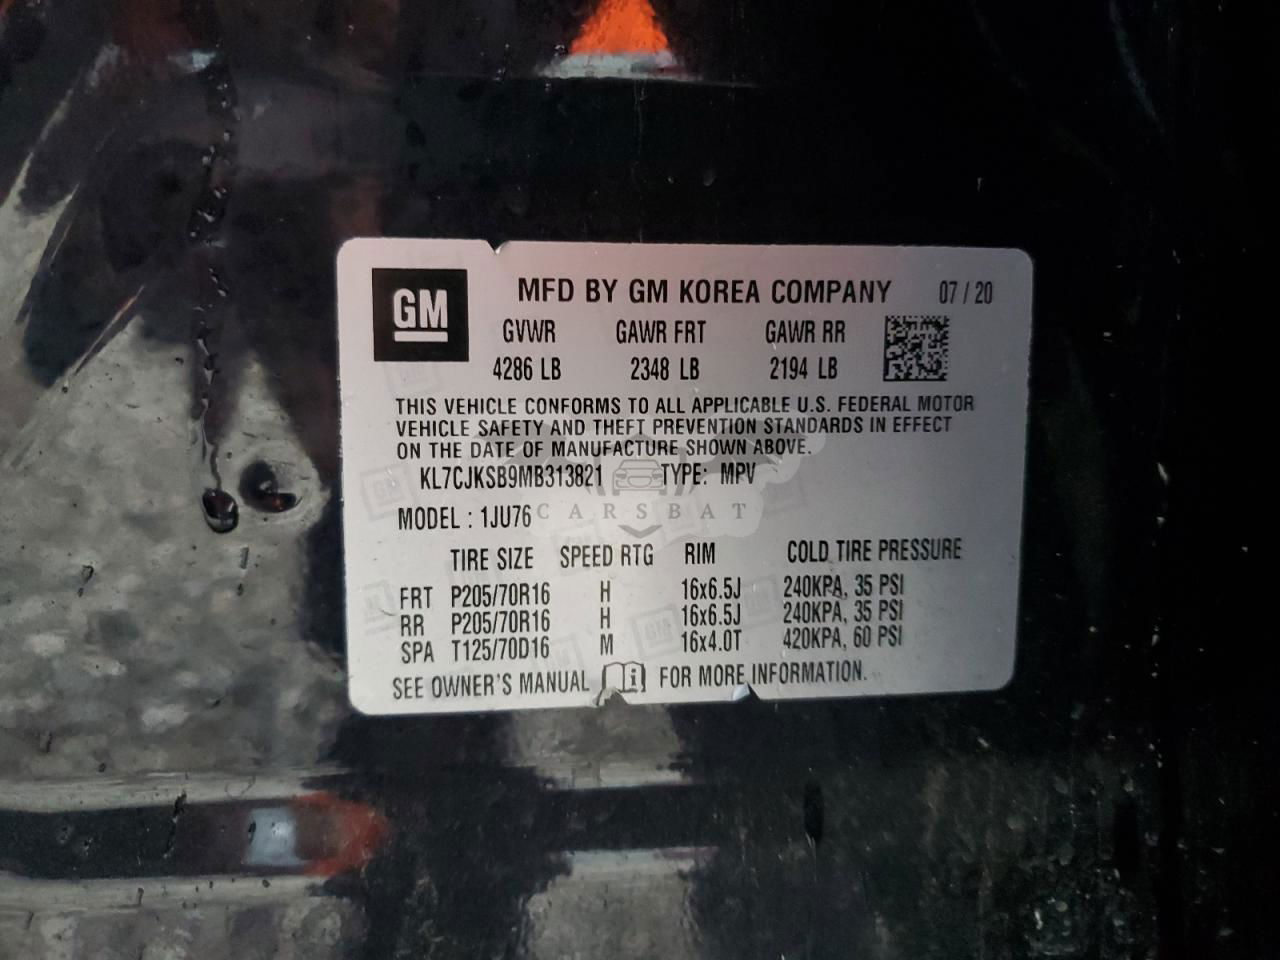 GM
MFD BY GM KOREA COMPANY 07 / 20
GVWR GAWR FRT GAWR RR
4286 LB 2348 LB 2194 LB
THIS VEHICLE CONFORMS TO ALL APPLICABLE U.S. FEDERAL MOTOR
VEHICLE SAFETY AND THEFT PREVENTION STANDARDS IN EFFECT
ON THE DATE OF MANUFACTURE SHOWN ABOVE.
KL7CJKSB9MB313821 TYPE: MPV
CARSBAT
MODEL : 1JU76
TIRE SIZE SPEED RTG RIM COLD TIRE PRESSURE
FRT P205/70R16 H 16x6.5J 240KPA, 35 PSI
RR P205/70R16 H 16x6.5J 240KPA, 35 PSI
SPA T125/70D16 M 16x4.0T 420KPA, 60 PSI
SEE OWNER'S MANUAL i FOR MORE INFORMATION.